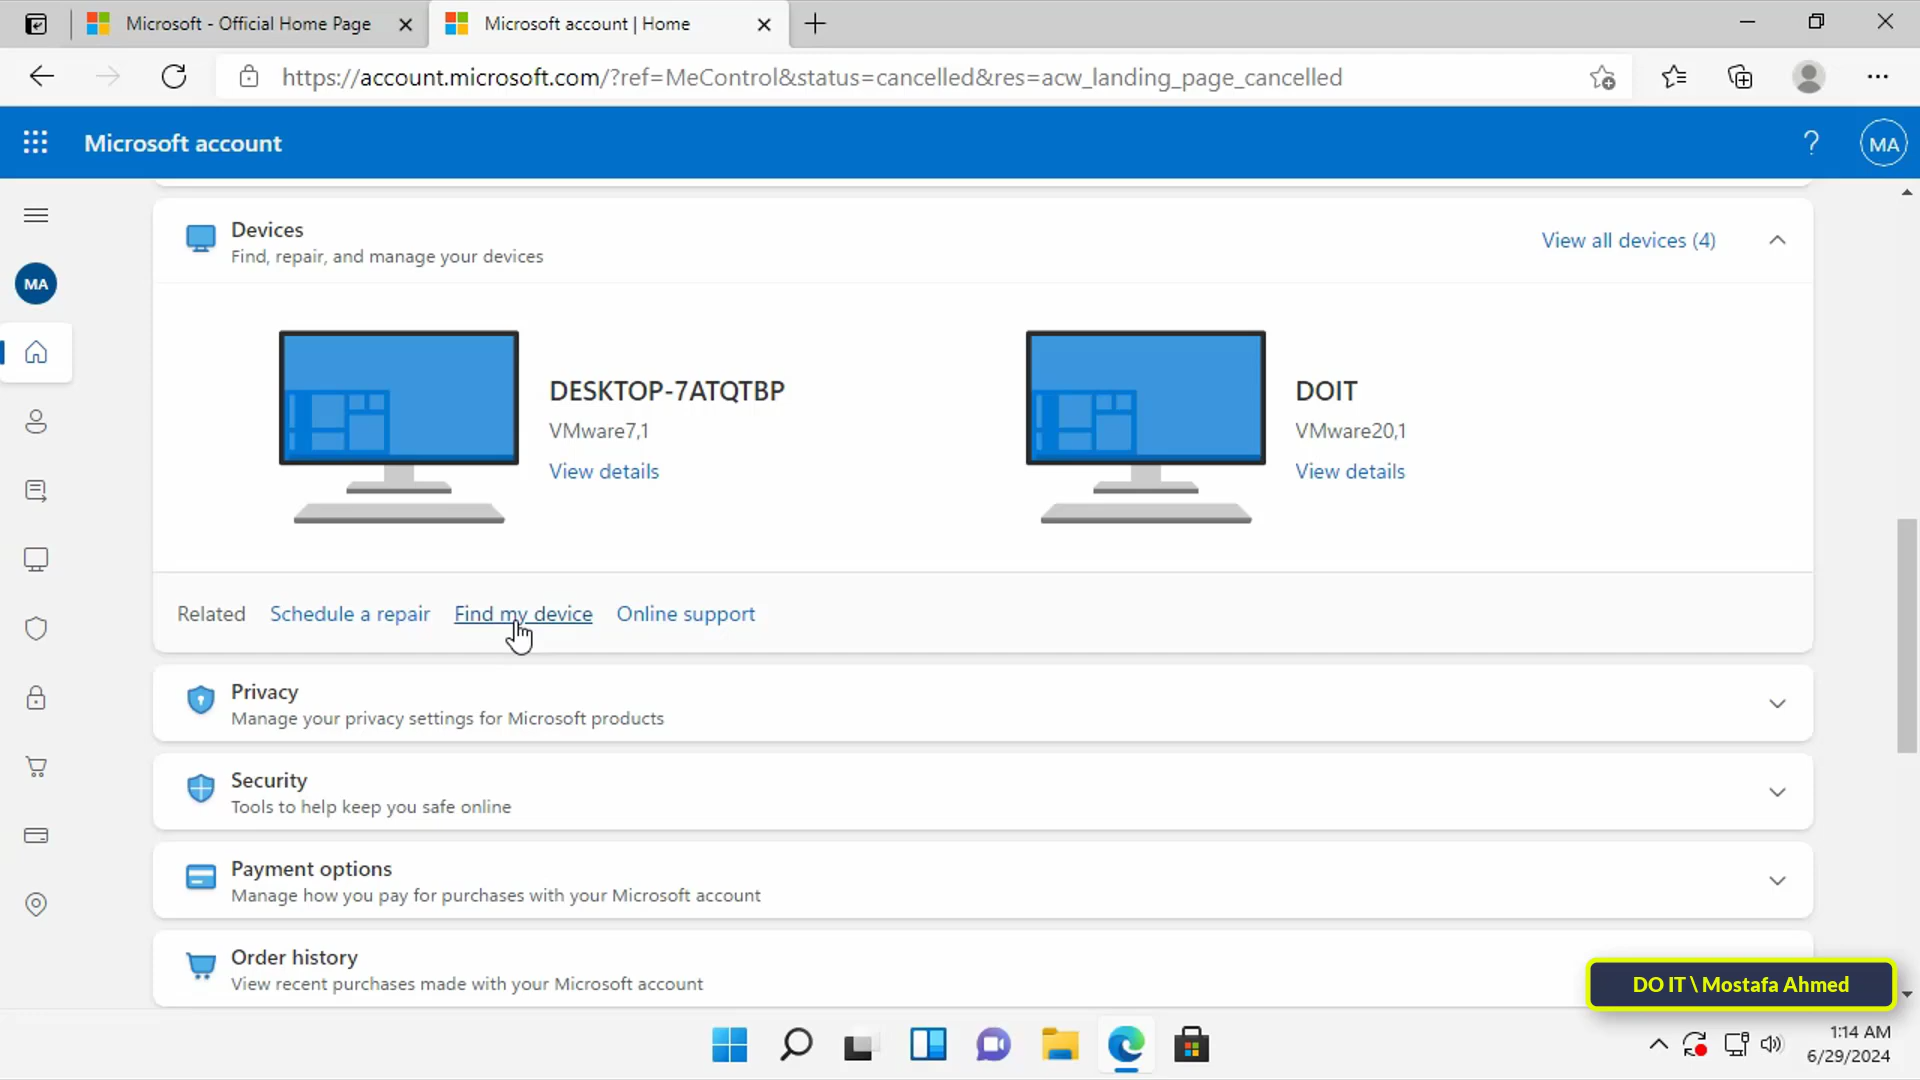 Microsoft - Official Home Page
Microsoft account | Home
https://account.microsoft.com/?ref=MeControl&status=cancelled&res=acw_landing_page_cancelled
Microsoft account
?
MA
MA
Devices
Find, repair, and manage your devices
View all devices (4)
DESKTOP-7ATQTBP
VMware7,1
View details
DOIT
VMware20,1
View details
Related Schedule a repair Find my device Online support
Privacy
Manage your privacy settings for Microsoft products
Security
Tools to help keep you safe online
Payment options
Manage how you pay for purchases with your Microsoft account
Order history
View recent purchases made with your Microsoft account
DO IT \ Mostafa Ahmed
1:14 AM
6/29/2024